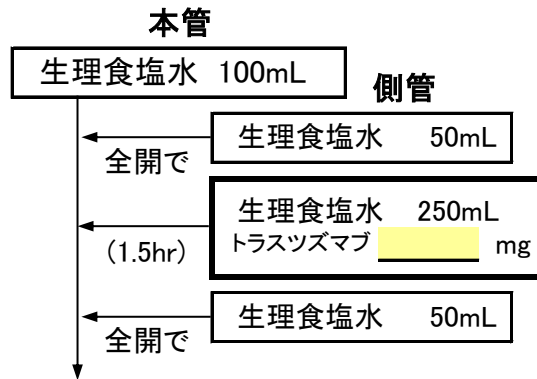 本管
生理食塩水 100mL
側管
生理食塩水 50mL
全開で
生理食塩水 250mL
トラスツズマブ mg
(1.5hr)
生理食塩水 50mL
全開で